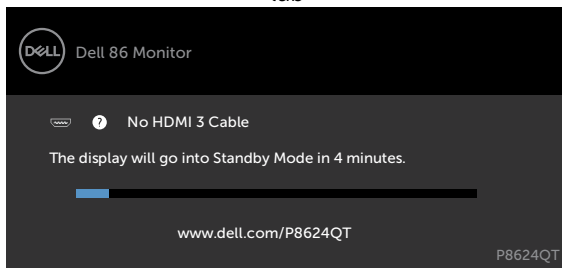 DELL
Dell 86 Monitor
? No HDMI 3 Cable
The display will go into Standby Mode in 4 minutes.
www.dell.com/P8624QT
P8624QT